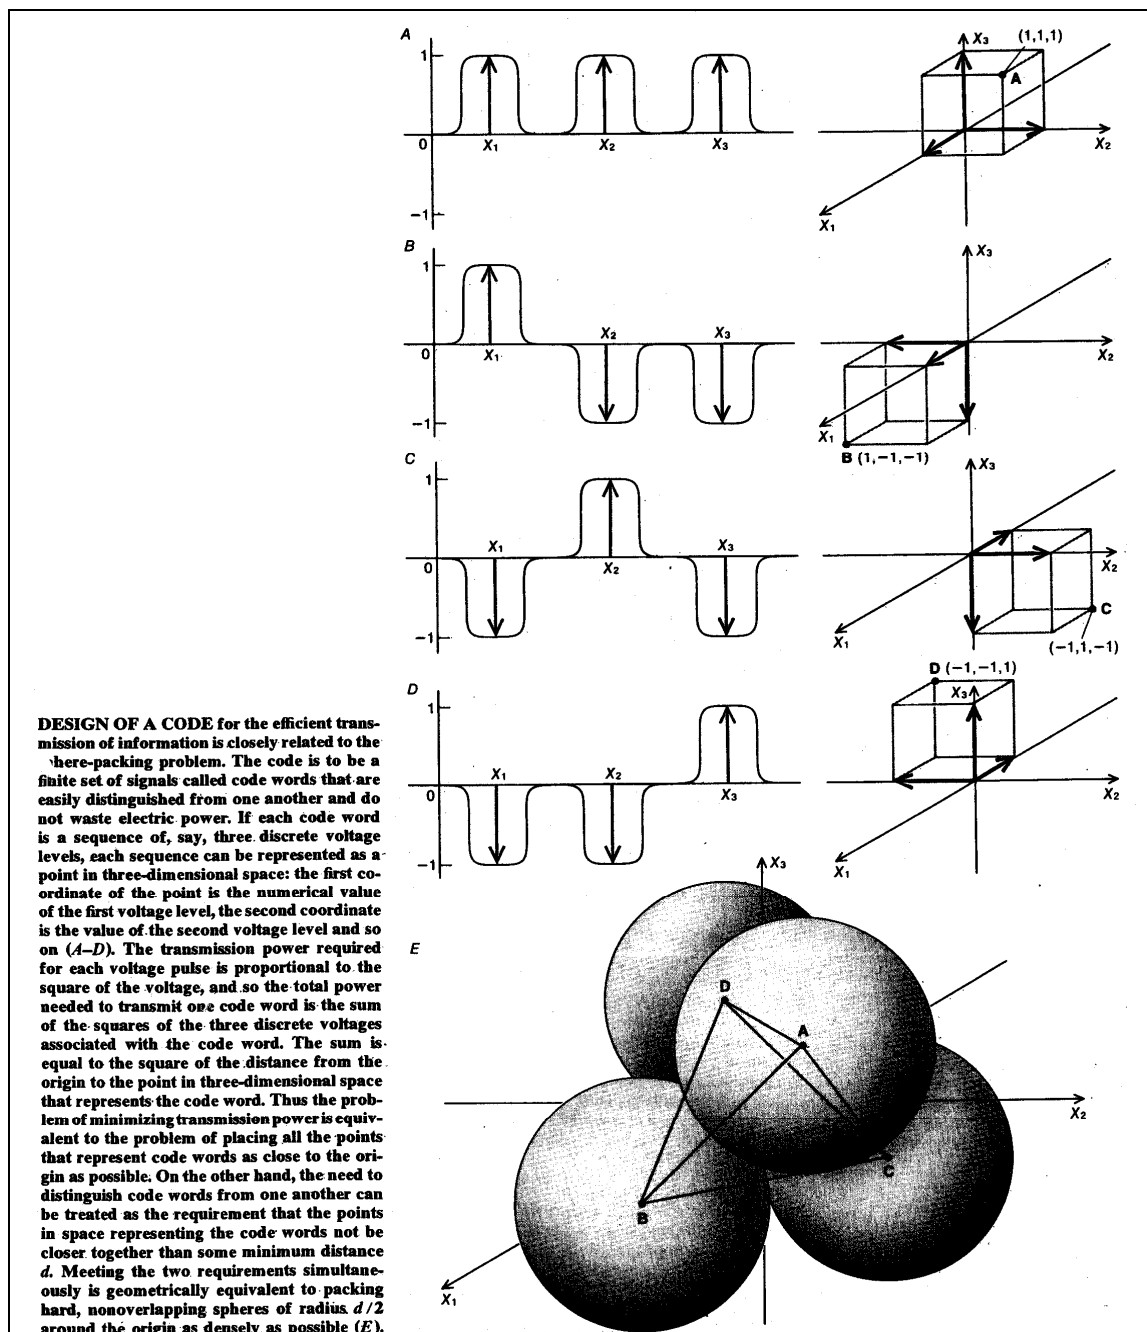 A
1
0
−1
X1
X2
X3
X3
(1,1,1)
A
X2
X1
B
1
0
−1
X1
X2
X3
X3
X2
X1
B (1,−1,−1)
C
1
0
−1
X1
X2
X3
X3
X2
C
X1
(−1,1,−1)
D
1
0
−1
X1
X2
X3
D (−1,−1,1)
X3
X2
X1
DESIGN OF A CODE for the efficient trans-
mission of information is closely related to the
here-packing problem. The code is to be a
finite set of signals called code words that are
easily distinguished from one another and do
not waste electric power. If each code word
is a sequence of, say, three discrete voltage
levels, each sequence can be represented as a
point in three-dimensional space: the first co-
ordinate of the point is the numerical value
of the first voltage level, the second coordinate
is the value of the second voltage level and so
on (A–D). The transmission power required
for each voltage pulse is proportional to the
square of the voltage, and so the total power
needed to transmit one code word is the sum
of the squares of the three discrete voltages
associated with the code word. The sum is
equal to the square of the distance from the
origin to the point in three-dimensional space
that represents the code word. Thus the prob-
lem of minimizing transmission power is equiv-
alent to the problem of placing all the points
that represent code words as close to the ori-
gin as possible. On the other hand, the need to
distinguish code words from one another can
be treated as the requirement that the points
in space representing the code words not be
closer together than some minimum distance
d. Meeting the two requirements simultane-
ously is geometrically equivalent to packing
hard, nonoverlapping spheres of radius d/2
around the origin as densely as possible (E).
E
X3
D
A
X2
C
B
X1